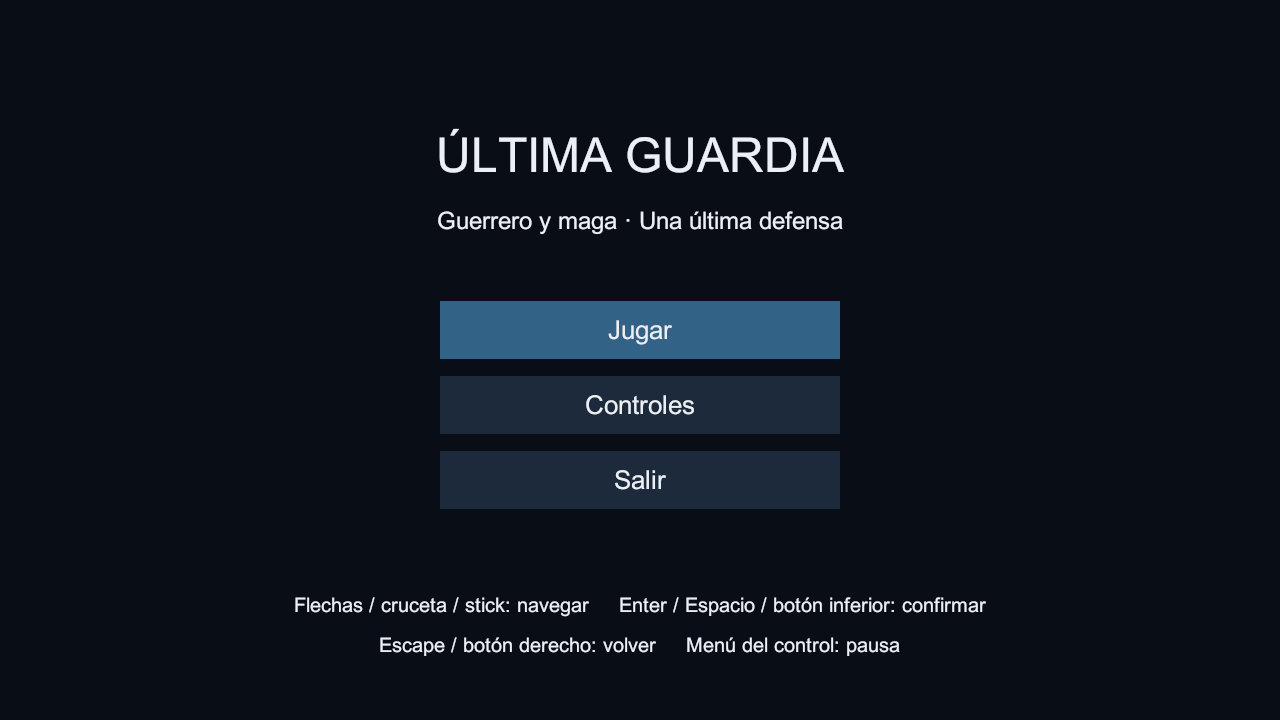 ÚLTIMA GUARDIA
Guerrero y maga · Una última defensa
Jugar
Controles
Salir
Flechas / cruceta / stick: navegar Enter / Espacio / botón inferior: confirmar
Escape / botón derecho: volver Menú del control: pausa